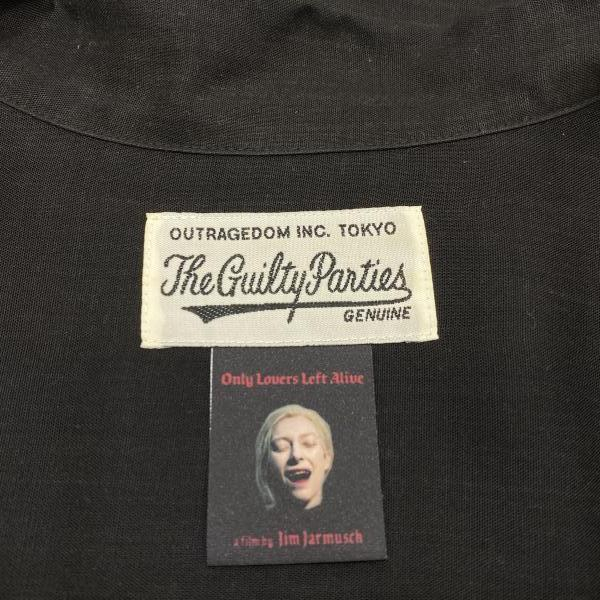 OUTRAGEDOM INC. TOKYO
The Guilty Parties
GENUINE
Only Lovers Left Alive
a film by Jim Jarmusch